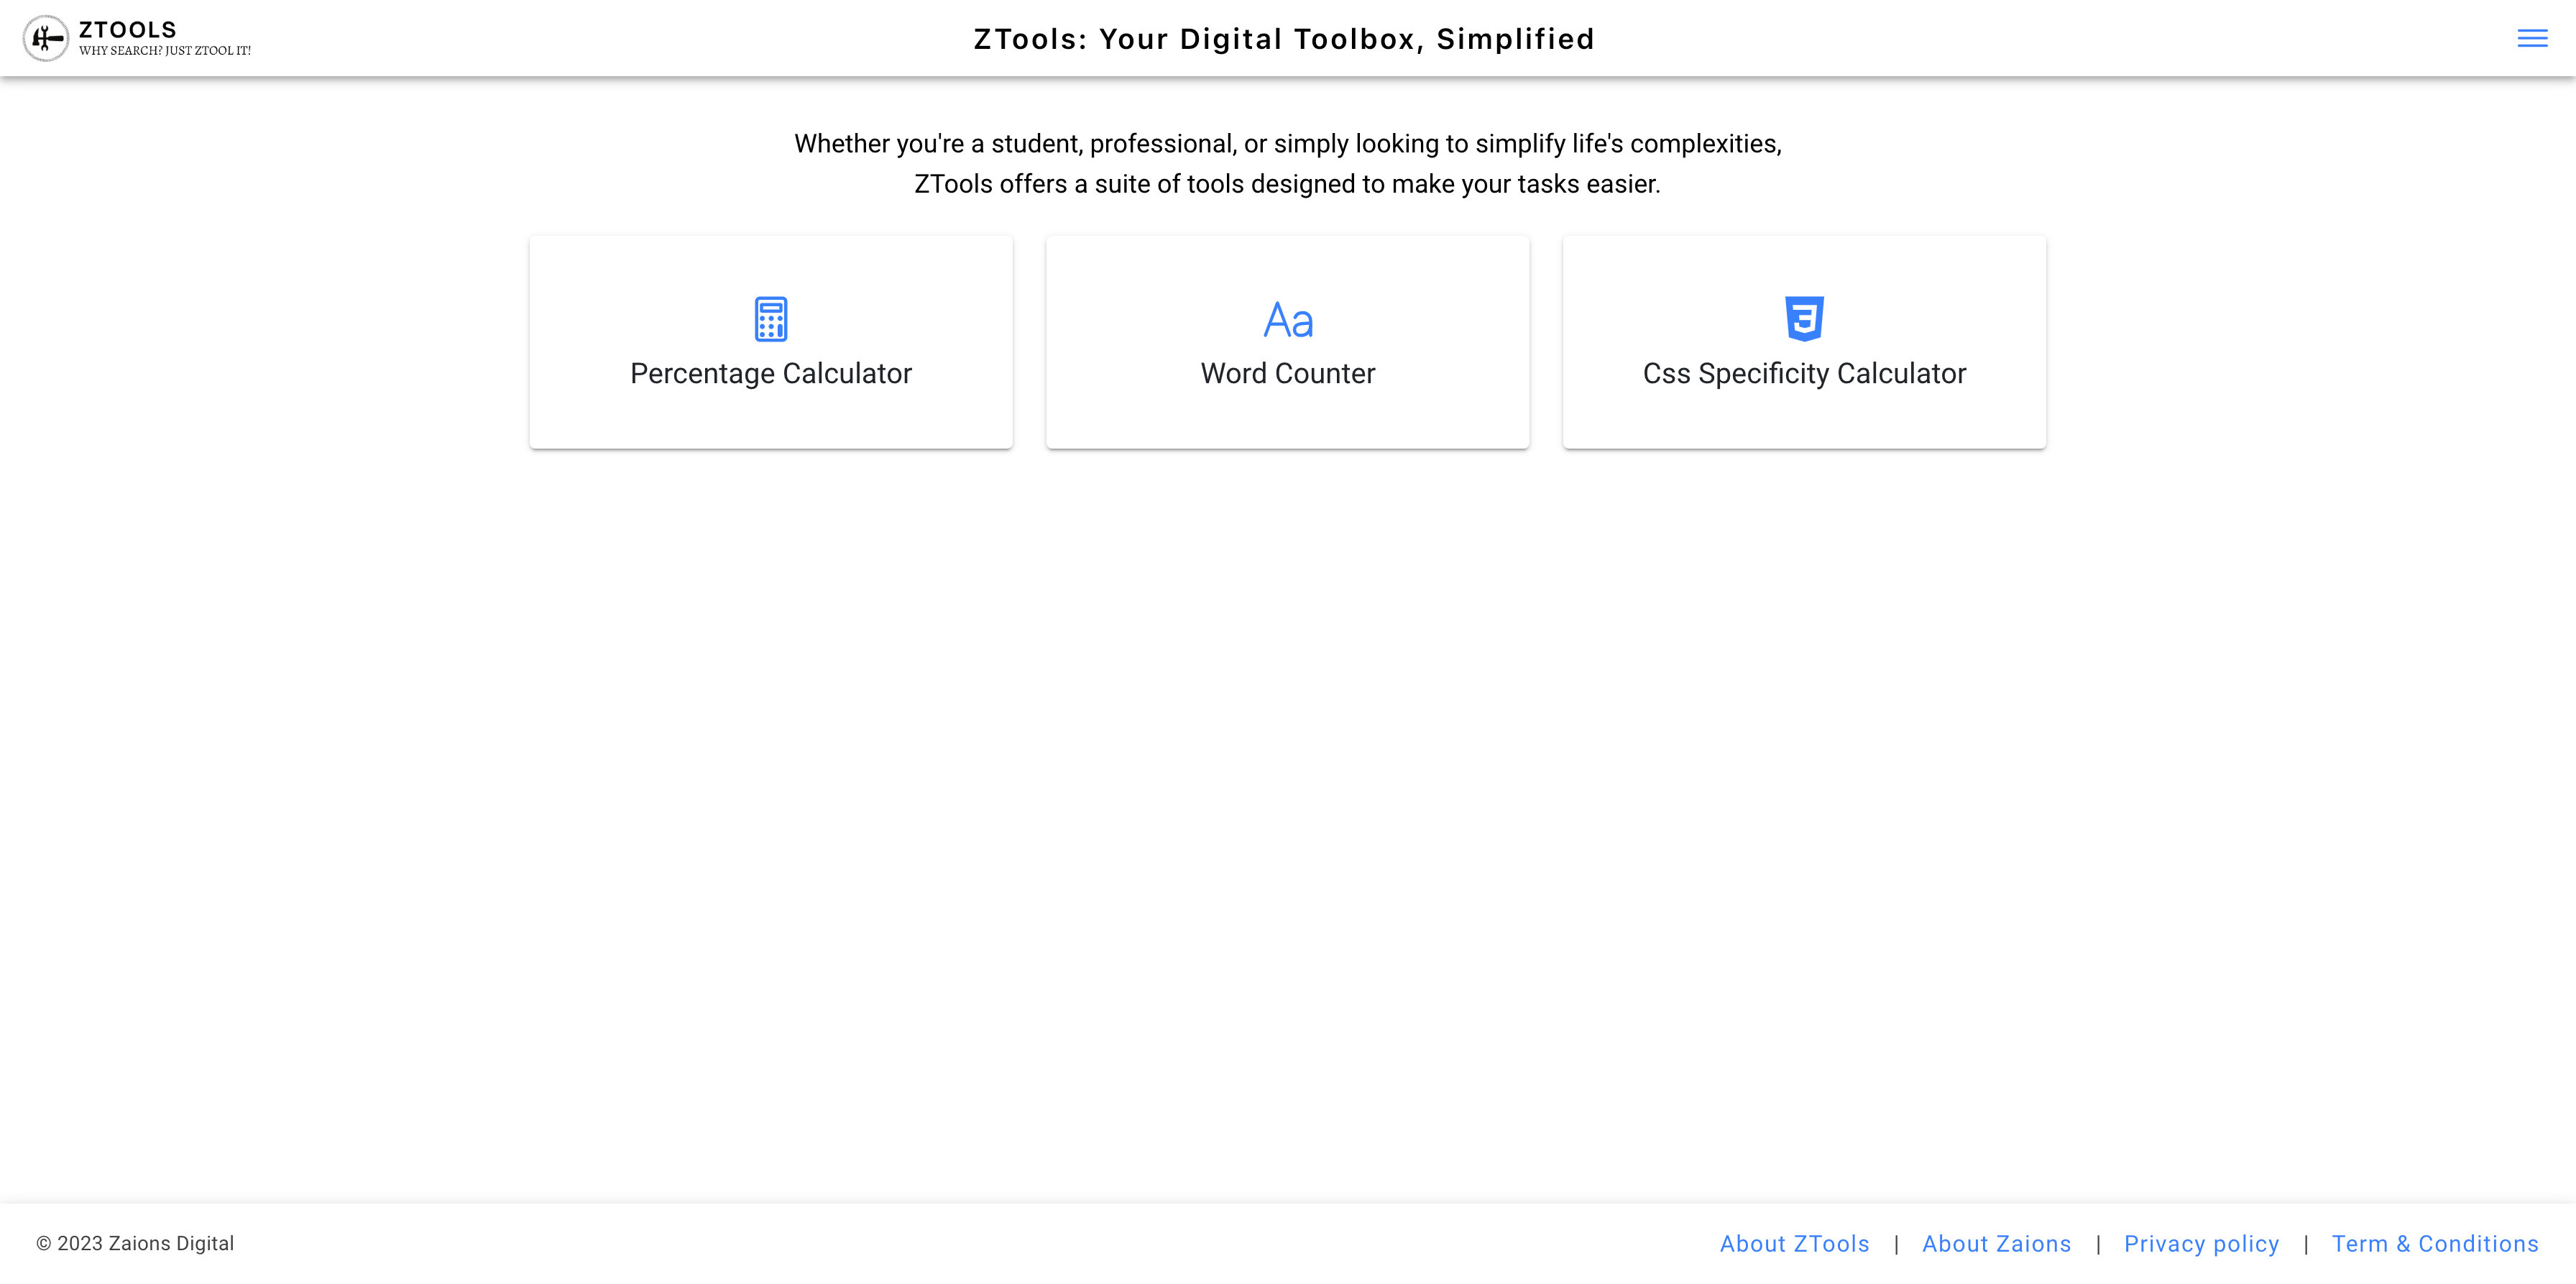 ZTOOLS
WHY SEARCH? JUST ZTOOL IT!
ZTools: Your Digital Toolbox, Simplified
Whether you're a student, professional, or simply looking to simplify life's complexities,
ZTools offers a suite of tools designed to make your tasks easier.
Percentage Calculator
Aa
Word Counter
Css Specificity Calculator
© 2023 Zaions Digital
About ZTools | About Zaions | Privacy policy | Term & Conditions